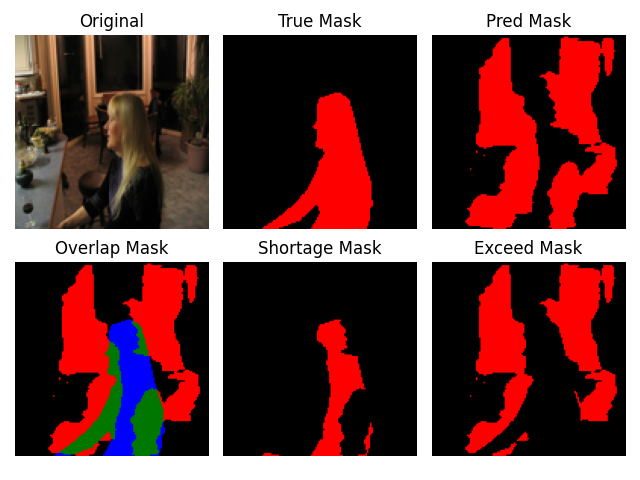 Original
True Mask
Pred Mask
Overlap Mask
Shortage Mask
Exceed Mask